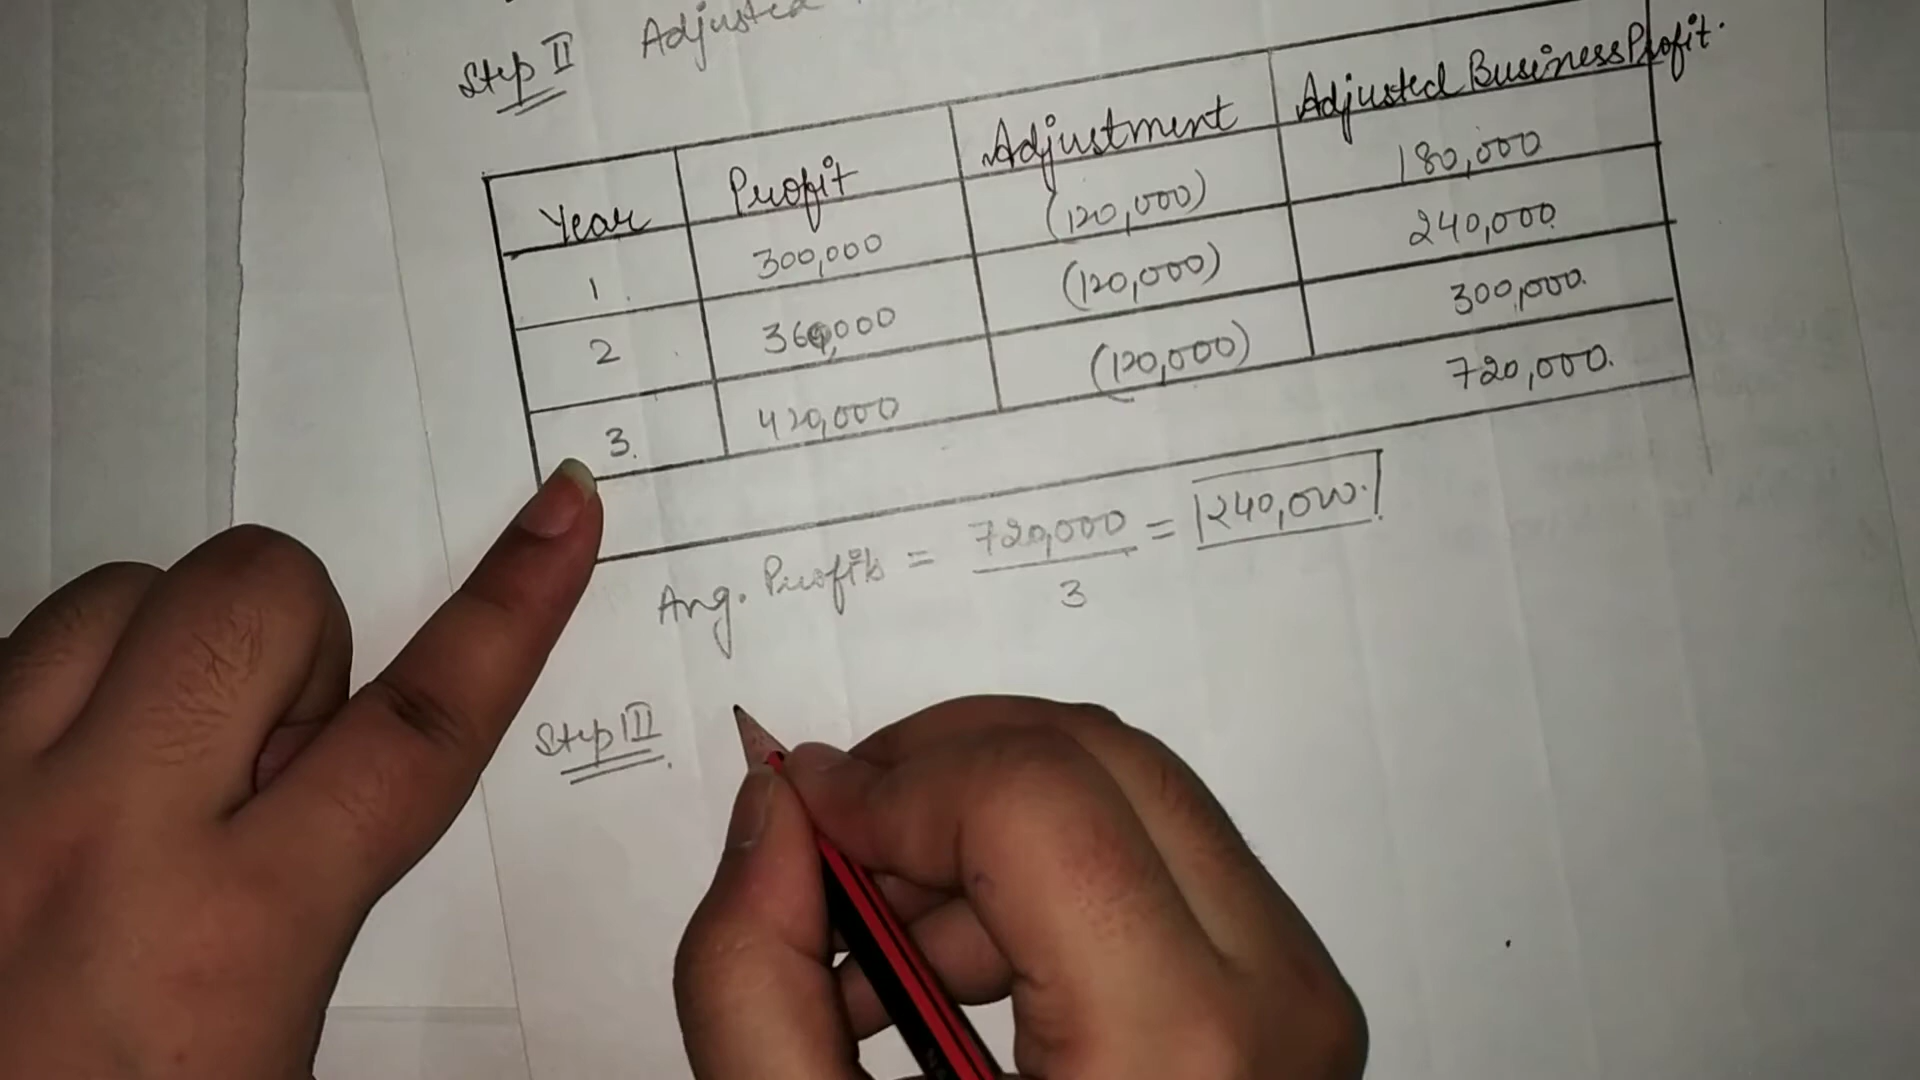 Step II Adjusted
Year Profit Adjustment Adjusted Business Profit.
1. 300,000 (120,000) 180,000
2 360,000 (120,000) 240,000.
3. 420,000 (120,000) 300,000.
720,000.
Avg. Profits = 720,000 / 3 = 240,000.
Step III.